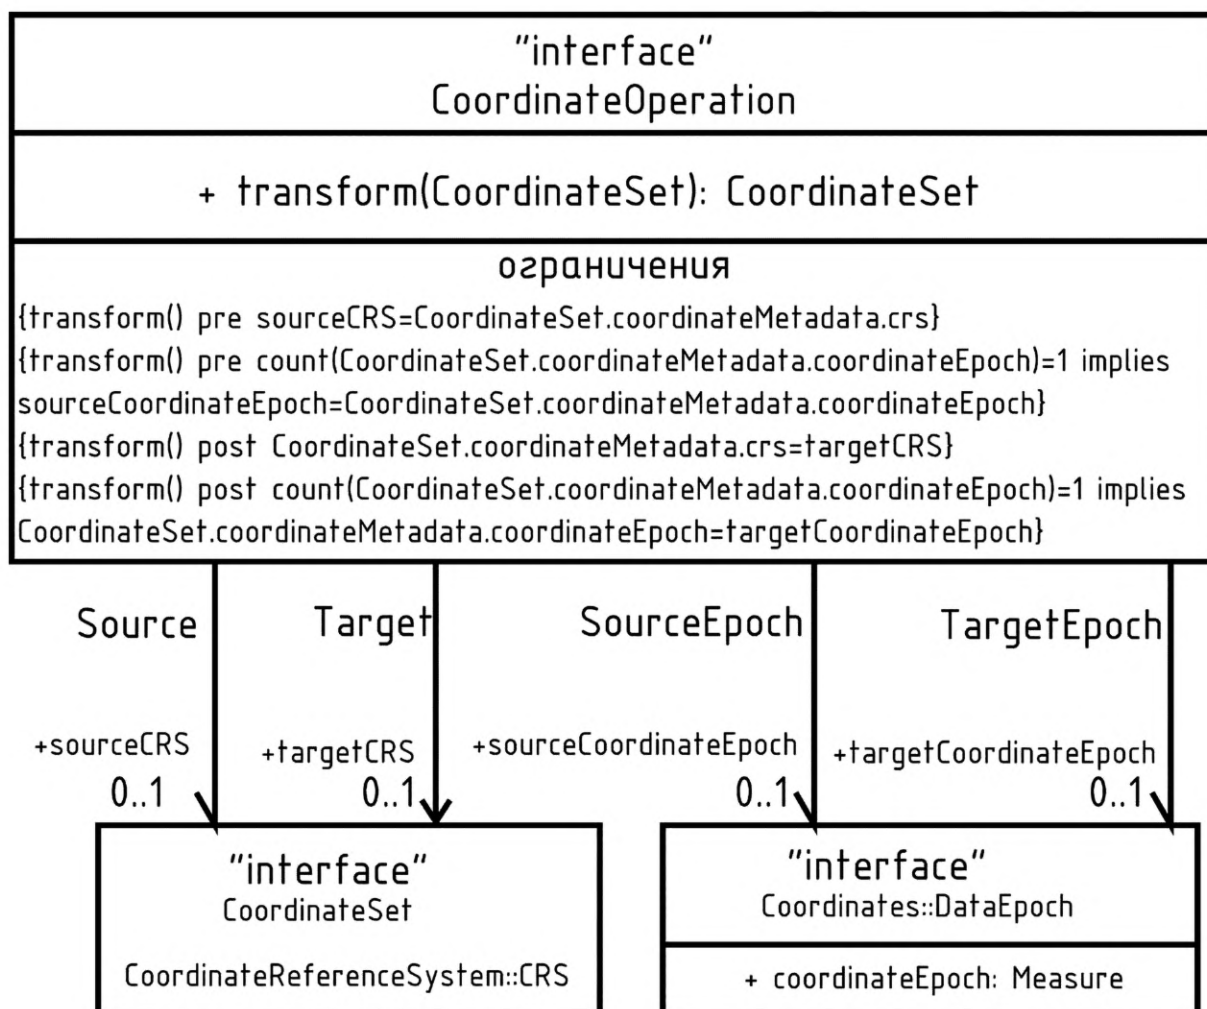 "interface"
CoordinateOperation
+ transform(CoordinateSet): CoordinateSet
ограничения
{transform() pre sourceCRS=CoordinateSet.coordinateMetadata.crs}
{transform() pre count(CoordinateSet.coordinateMetadata.coordinateEpoch)=1 implies
sourceCoordinateEpoch=CoordinateSet.coordinateMetadata.coordinateEpoch}
{transform() post CoordinateSet.coordinateMetadata.crs=targetCRS}
{transform() post count(CoordinateSet.coordinateMetadata.coordinateEpoch)=1 implies
CoordinateSet.coordinateMetadata.coordinateEpoch=targetCoordinateEpoch}
Source Target SourceEpoch TargetEpoch
+sourceCRS +targetCRS +sourceCoordinateEpoch +targetCoordinateEpoch
0..1 0..1 0..1 0..1
"interface"
CoordinateSet
CoordinateReferenceSystem::CRS
"interface"
Coordinates::DataEpoch
+ coordinateEpoch: Measure